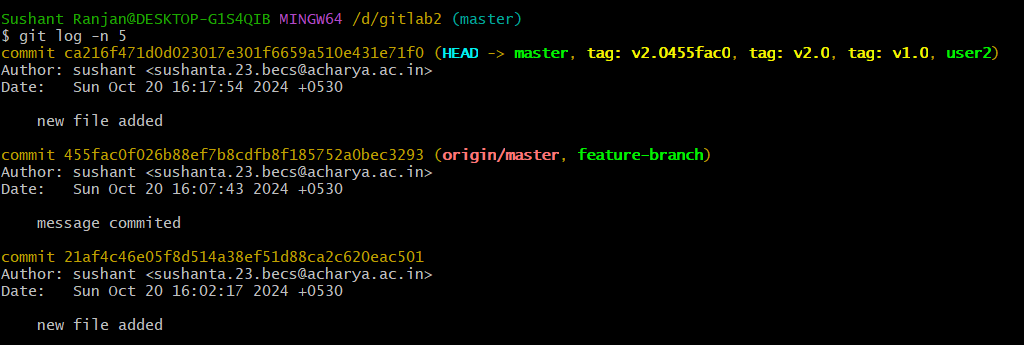 Sushant Ranjan@DESKTOP-G1S4QIB MINGW64 /d/gitlab2 (master)
$ git log -n 5
commit ca216f471d0d023017e301f6659a510e431e71f0 (HEAD -> master, tag: v2.0455fac0, tag: v2.0, tag: v1.0, user2)
Author: sushant <sushanta.23.becs@acharya.ac.in>
Date:   Sun Oct 20 16:17:54 2024 +0530
new file added
commit 455fac0f026b88ef7b8cdfb8f185752a0bec3293 (origin/master, feature-branch)
Author: sushant <sushanta.23.becs@acharya.ac.in>
Date:   Sun Oct 20 16:07:43 2024 +0530
message commited
commit 21af4c46e05f8d514a38ef51d88ca2c620eac501
Author: sushant <sushanta.23.becs@acharya.ac.in>
Date:   Sun Oct 20 16:02:17 2024 +0530
new file added